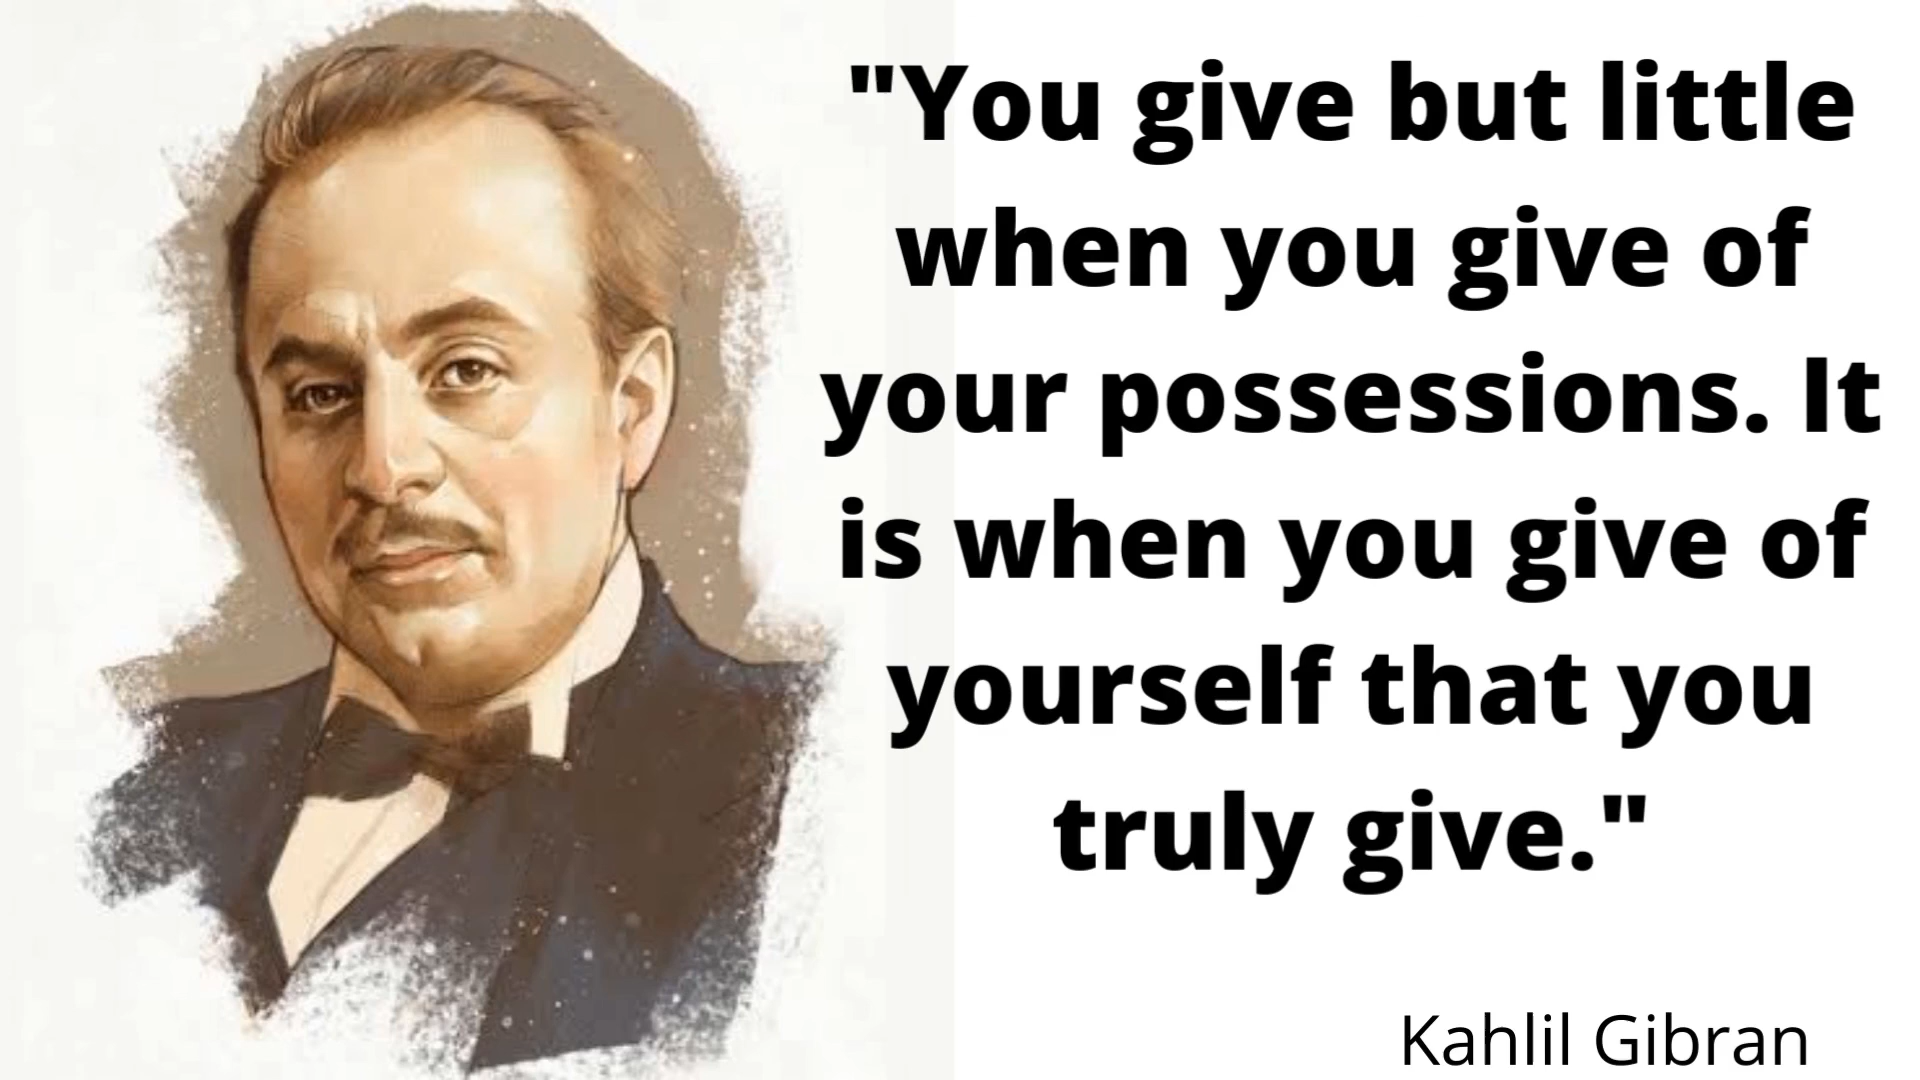 "You give but little
when you give of
your possessions. It
is when you give of
yourself that you
truly give."
Kahlil Gibran